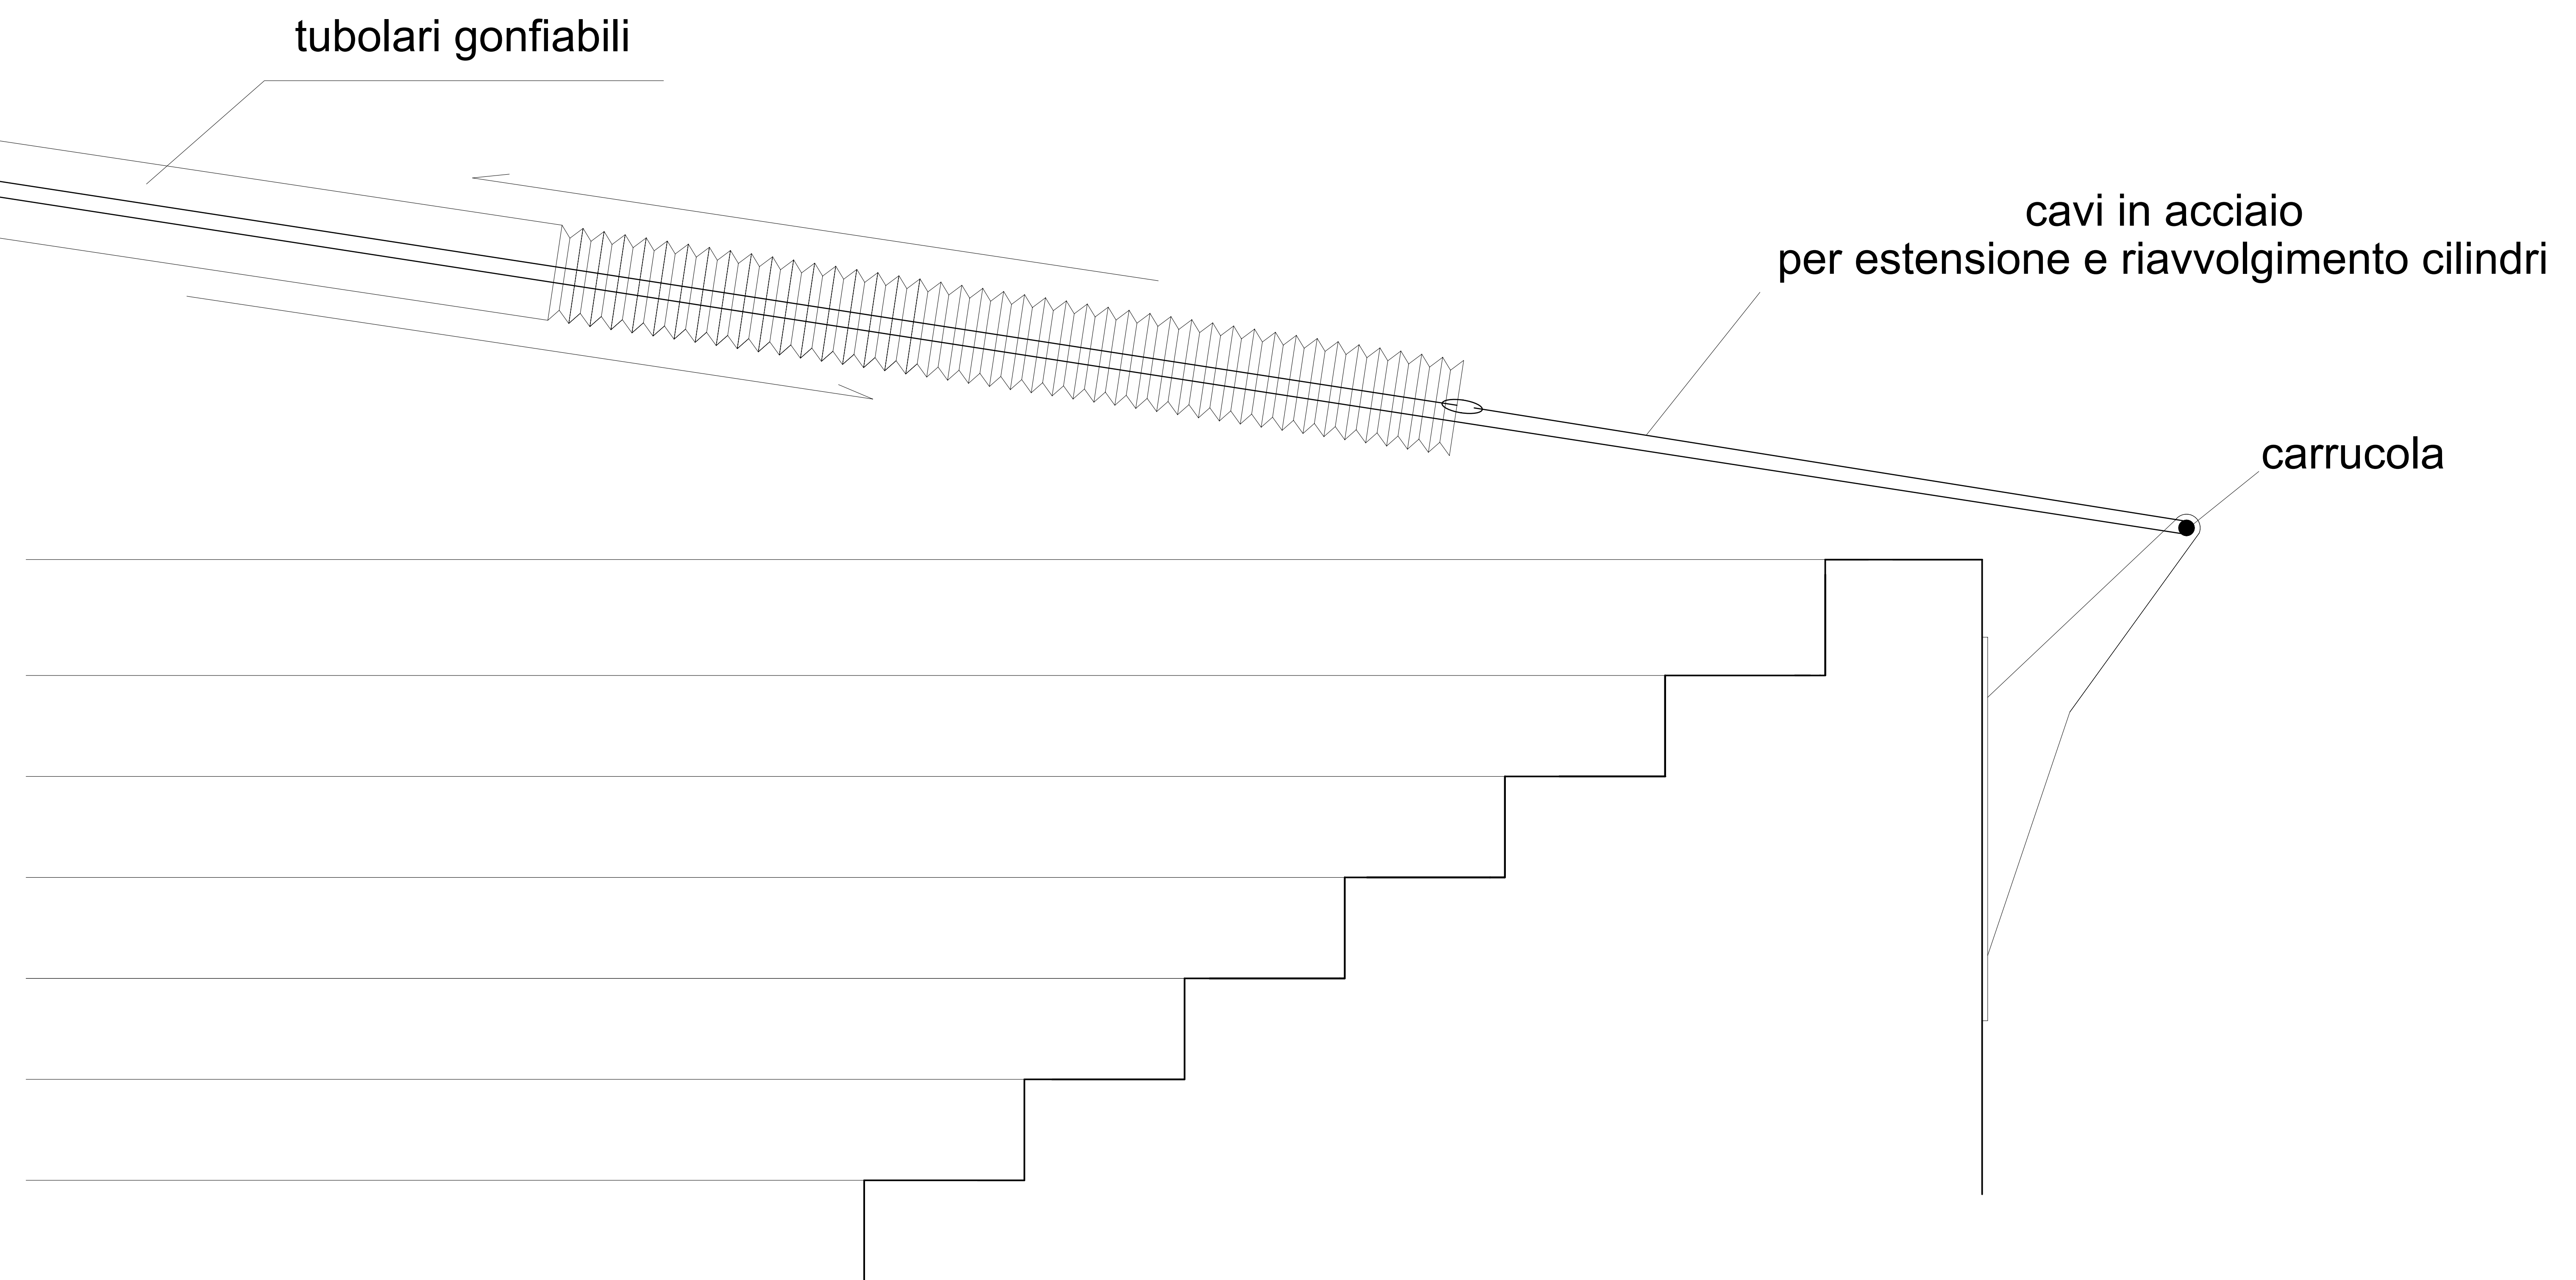 tubolari gonfiabili
cavi in acciaio
per estensione e riavvolgimento cilindri
carrucola